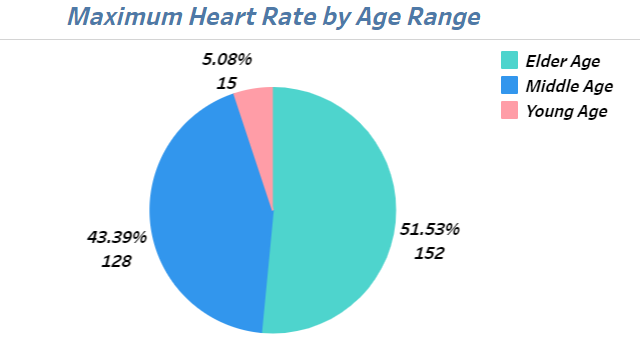 Maximum Heart Rate by Age Range
Elder Age
Middle Age
Young Age
5.08%
15
43.39%
128
51.53%
152